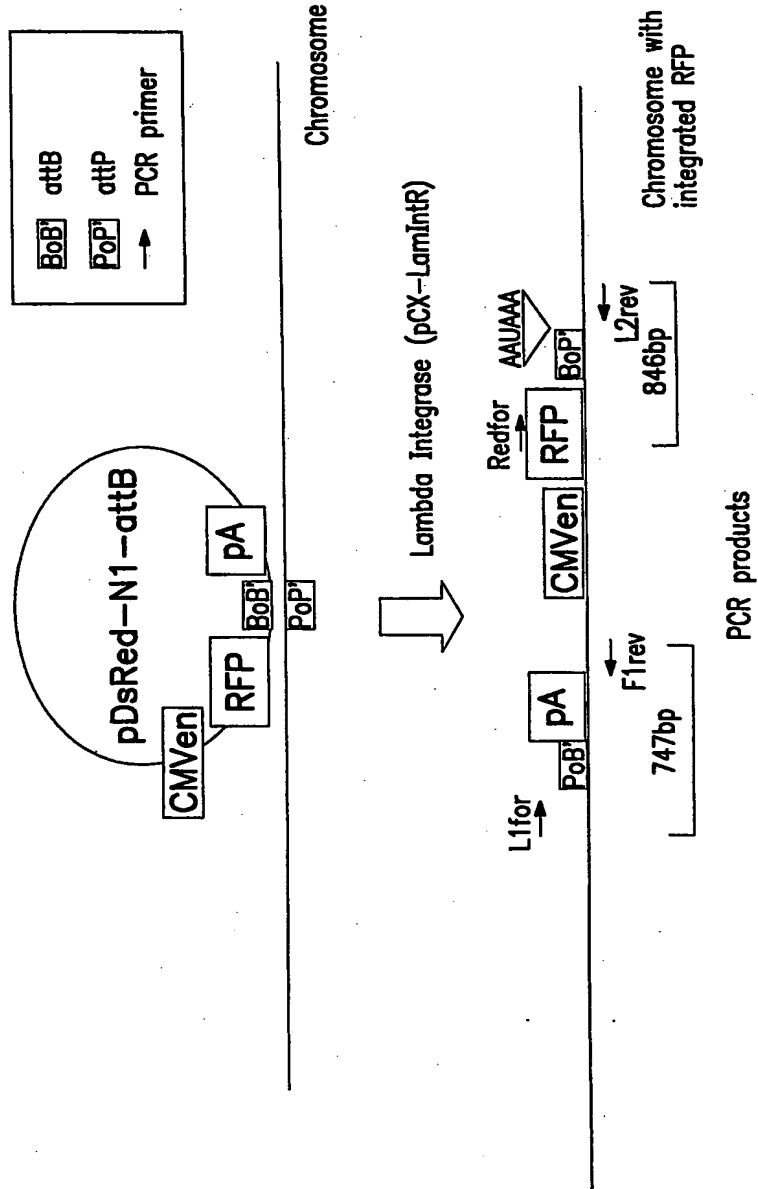 BoB' attB
PoP' attP
→ PCR primer
pDsRed-N1-attB
CMVen
RFP
pA
BoB'
PoP'
Chromosome
Lambda Integrase (pCX-LamIntR)
L1for
PoB'
pA
F1rev
CMVen
RFP
Redfor
BoP'
AAUAAA
L2rev
747bp
846bp
PCR products
Chromosome with
integrated RFP